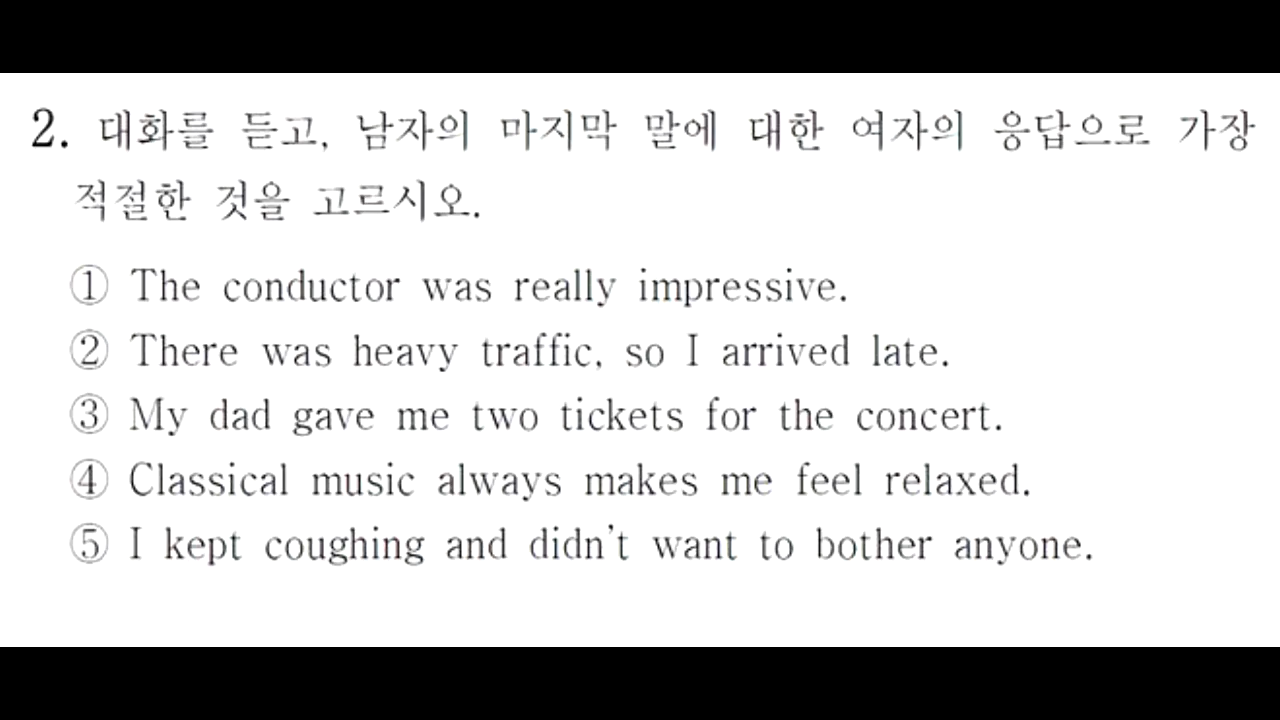 2. 대화를 듣고, 남자의 마지막 말에 대한 여자의 응답으로 가장
적절한 것을 고르시오.
① The conductor was really impressive.
② There was heavy traffic, so I arrived late.
③ My dad gave me two tickets for the concert.
④ Classical music always makes me feel relaxed.
⑤ I kept coughing and didn't want to bother anyone.